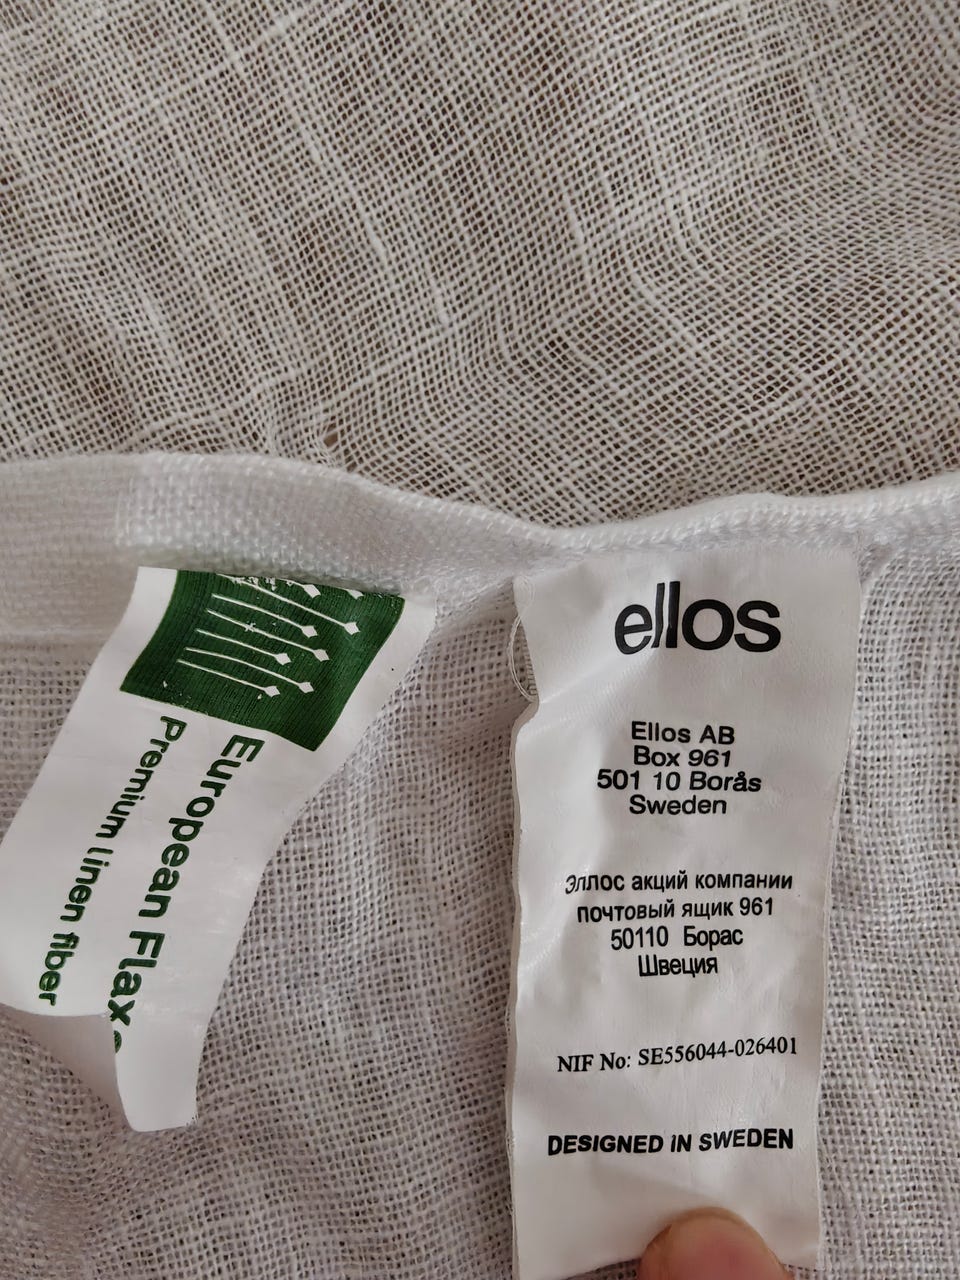 European Flax®
Premium Linen fiber
ellos
Ellos AB
Box 961
501 10 Borås
Sweden
Эллос акций компании
почтовый ящик 961
50110 Борас
Швеция
NIF No: SE556044-026401
DESIGNED IN SWEDEN